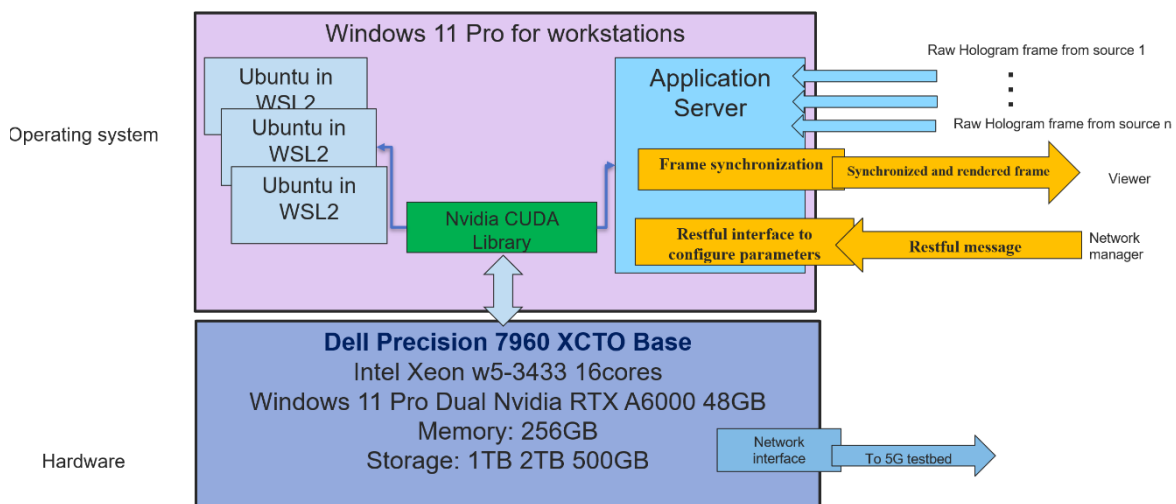 Windows 11 Pro for workstations
Raw Hologram frame from source 1
Ubuntu in
WSL2
Application
Server
Ubuntu in
WSL2
Raw Hologram frame from source n
Operating system
Frame synchronization
Synchronized and rendered frame
Viewer
Ubuntu in
WSL2
Nvidia CUDA
Library
Restful interface to
configure parameters
Restful message
Network
manager
Dell Precision 7960 XCTO Base
Intel Xeon w5-3433 16cores
Windows 11 Pro Dual Nvidia RTX A6000 48GB
Memory: 256GB
Storage: 1TB 2TB 500GB
Hardware
Network
interface
To 5G testbed